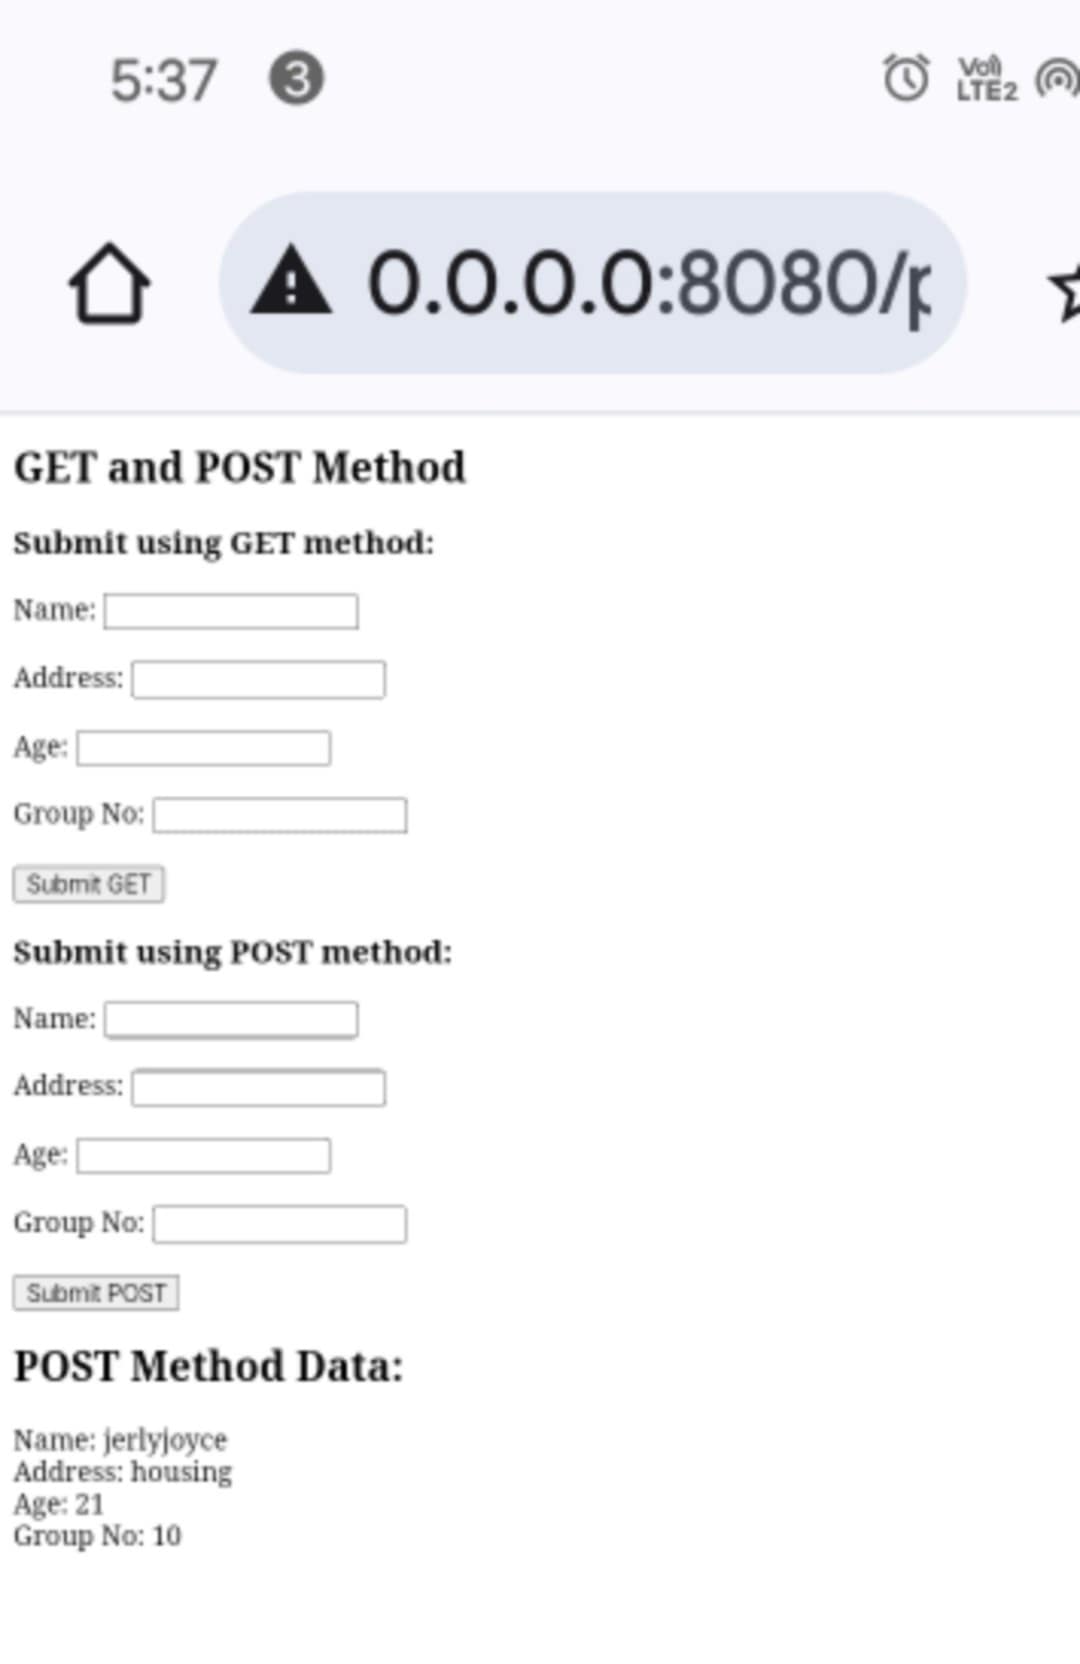 5:37 3 Vo)) LTE2
0.0.0.0:8080/p
GET and POST Method
Submit using GET method:
Name:
Address:
Age:
Group No:
Submit GET
Submit using POST method:
Name:
Address:
Age:
Group No:
Submit POST
POST Method Data:
Name: jerlyjoyce
Address: housing
Age: 21
Group No: 10